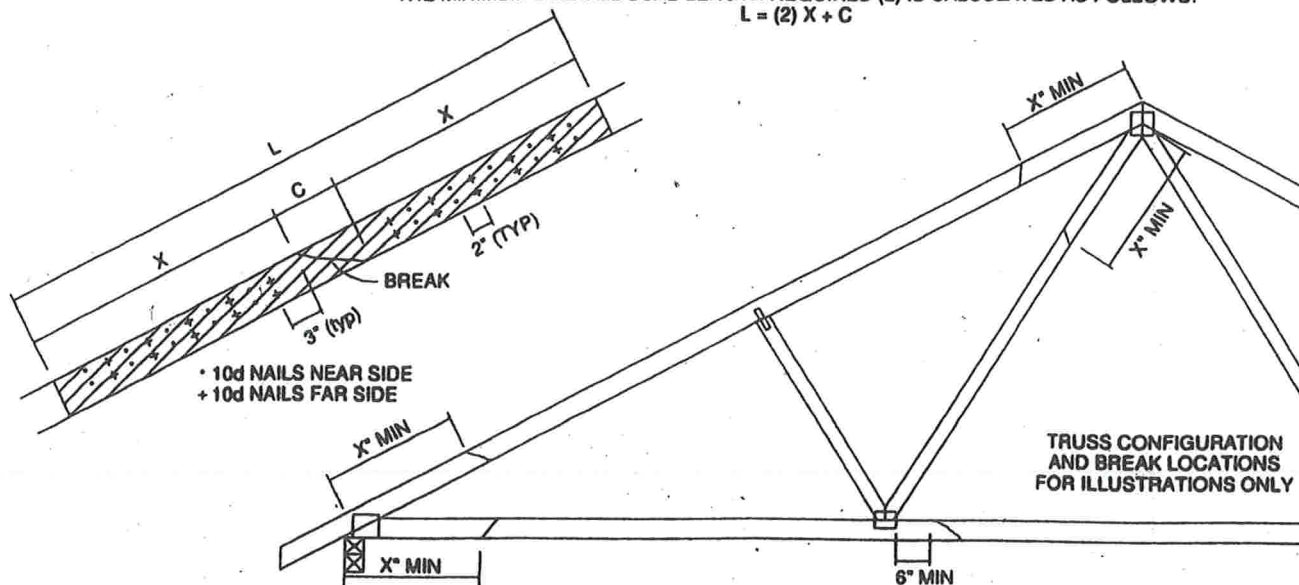 L = (2) X + C
X" MIN
X
L
C
X
2" (TYP)
BREAK
3" (typ)
X" MIN
• 10d NAILS NEAR SIDE
+ 10d NAILS FAR SIDE
X" MIN
TRUSS CONFIGURATION
AND BREAK LOCATIONS
FOR ILLUSTRATIONS ONLY
X" MIN
6" MIN